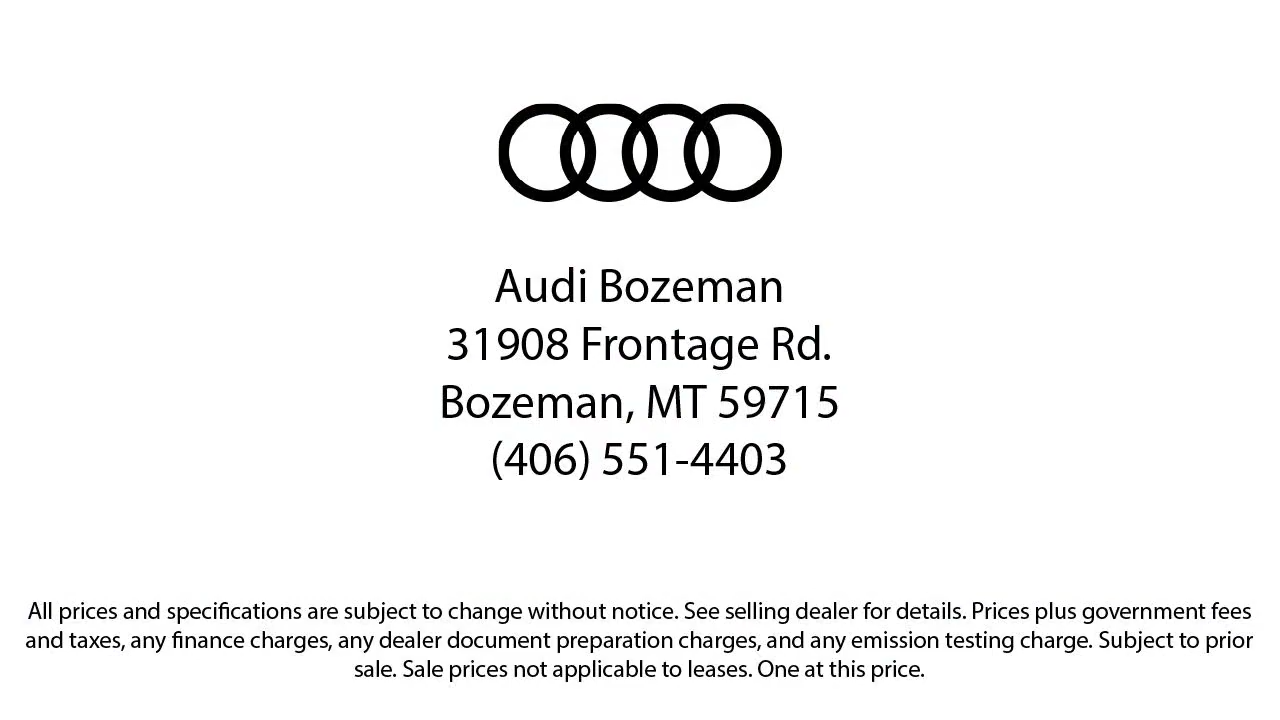 Audi Bozeman
31908 Frontage Rd.
Bozeman, MT 59715
(406) 551-4403
All prices and specifications are subject to change without notice. See selling dealer for details. Prices plus government fees
and taxes, any finance charges, any dealer document preparation charges, and any emission testing charge. Subject to prior
sale. Sale prices not applicable to leases. One at this price.